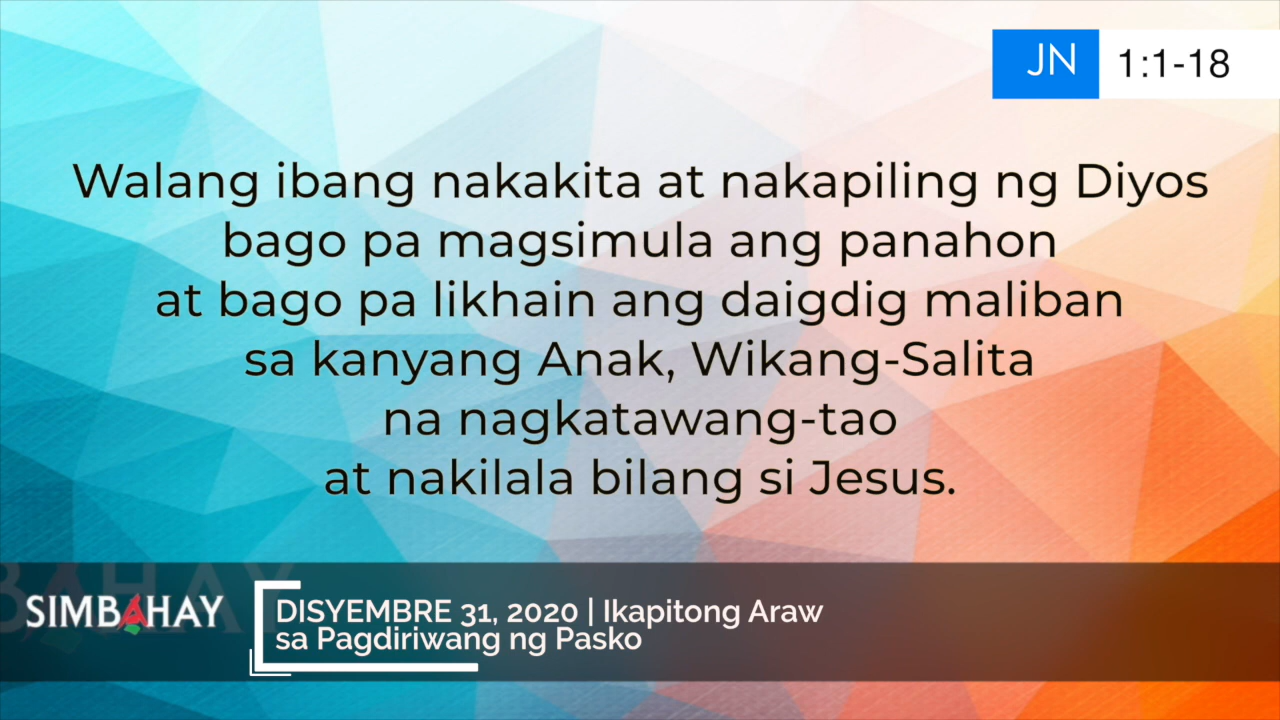 JN 1:1-18
Walang ibang nakakita at nakapiling ng Diyos
bago pa magsimula ang panahon
at bago pa likhain ang daigdig maliban
sa kanyang Anak, Wikang-Salita
na nagkatawang-tao
at nakilala bilang si Jesus.
SIMBAHAY
DISYEMBRE 31, 2020 | Ikapitong Araw
sa Pagdiriwang ng Pasko